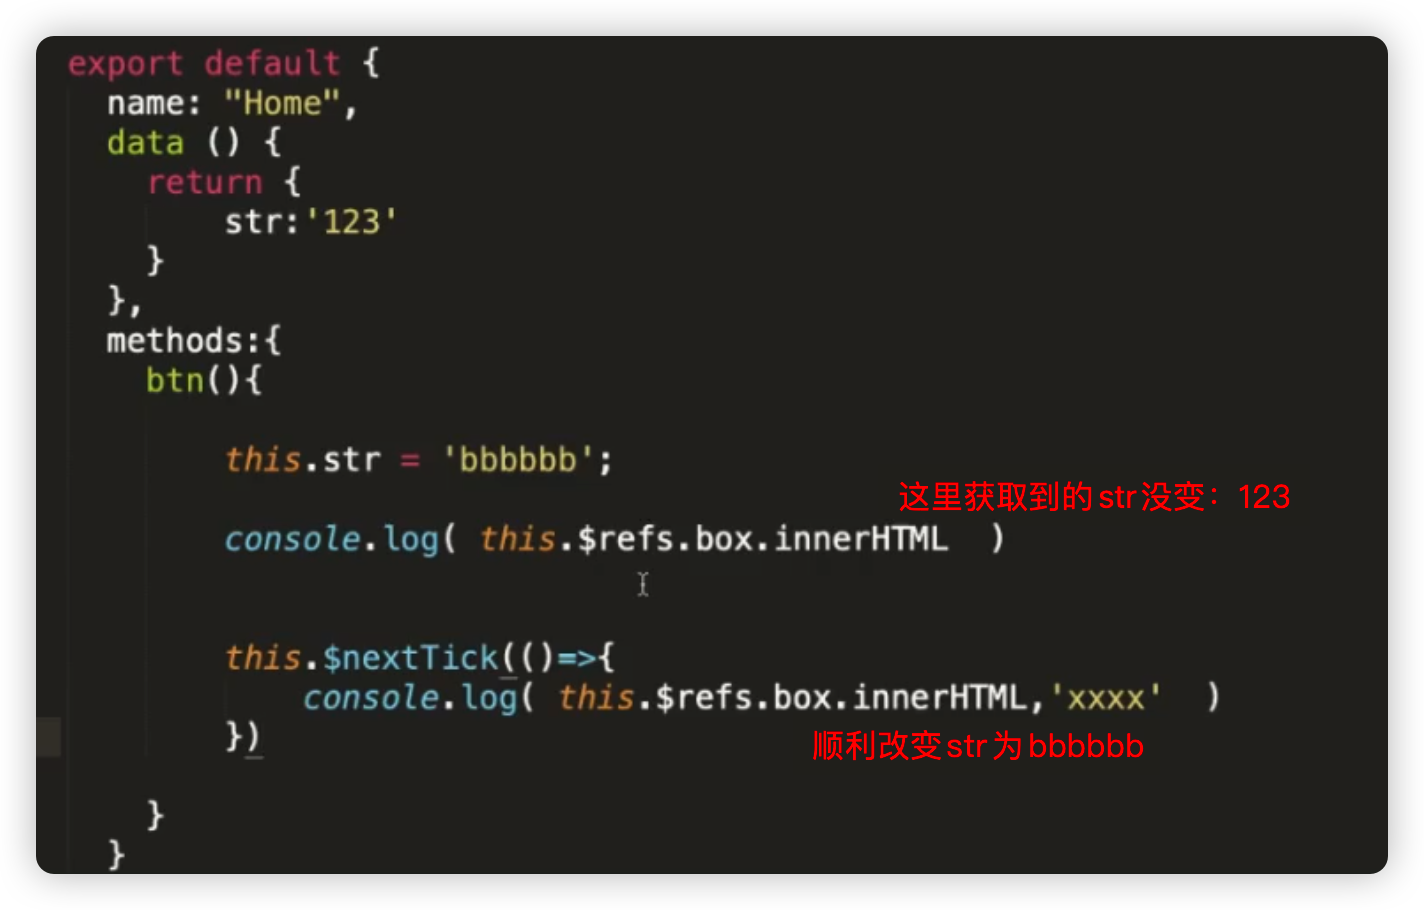 export default {
name: "Home",
data () {
return {
str:'123'
}
},
methods:{
btn(){
this.str = 'bbbbbb';
这里获取到的str没变：123
console.log( this.$refs.box.innerHTML )
this.$nextTick(()=>{
console.log( this.$refs.box.innerHTML,'xxxx' )
})
顺利改变str为bbbbbb
}
}